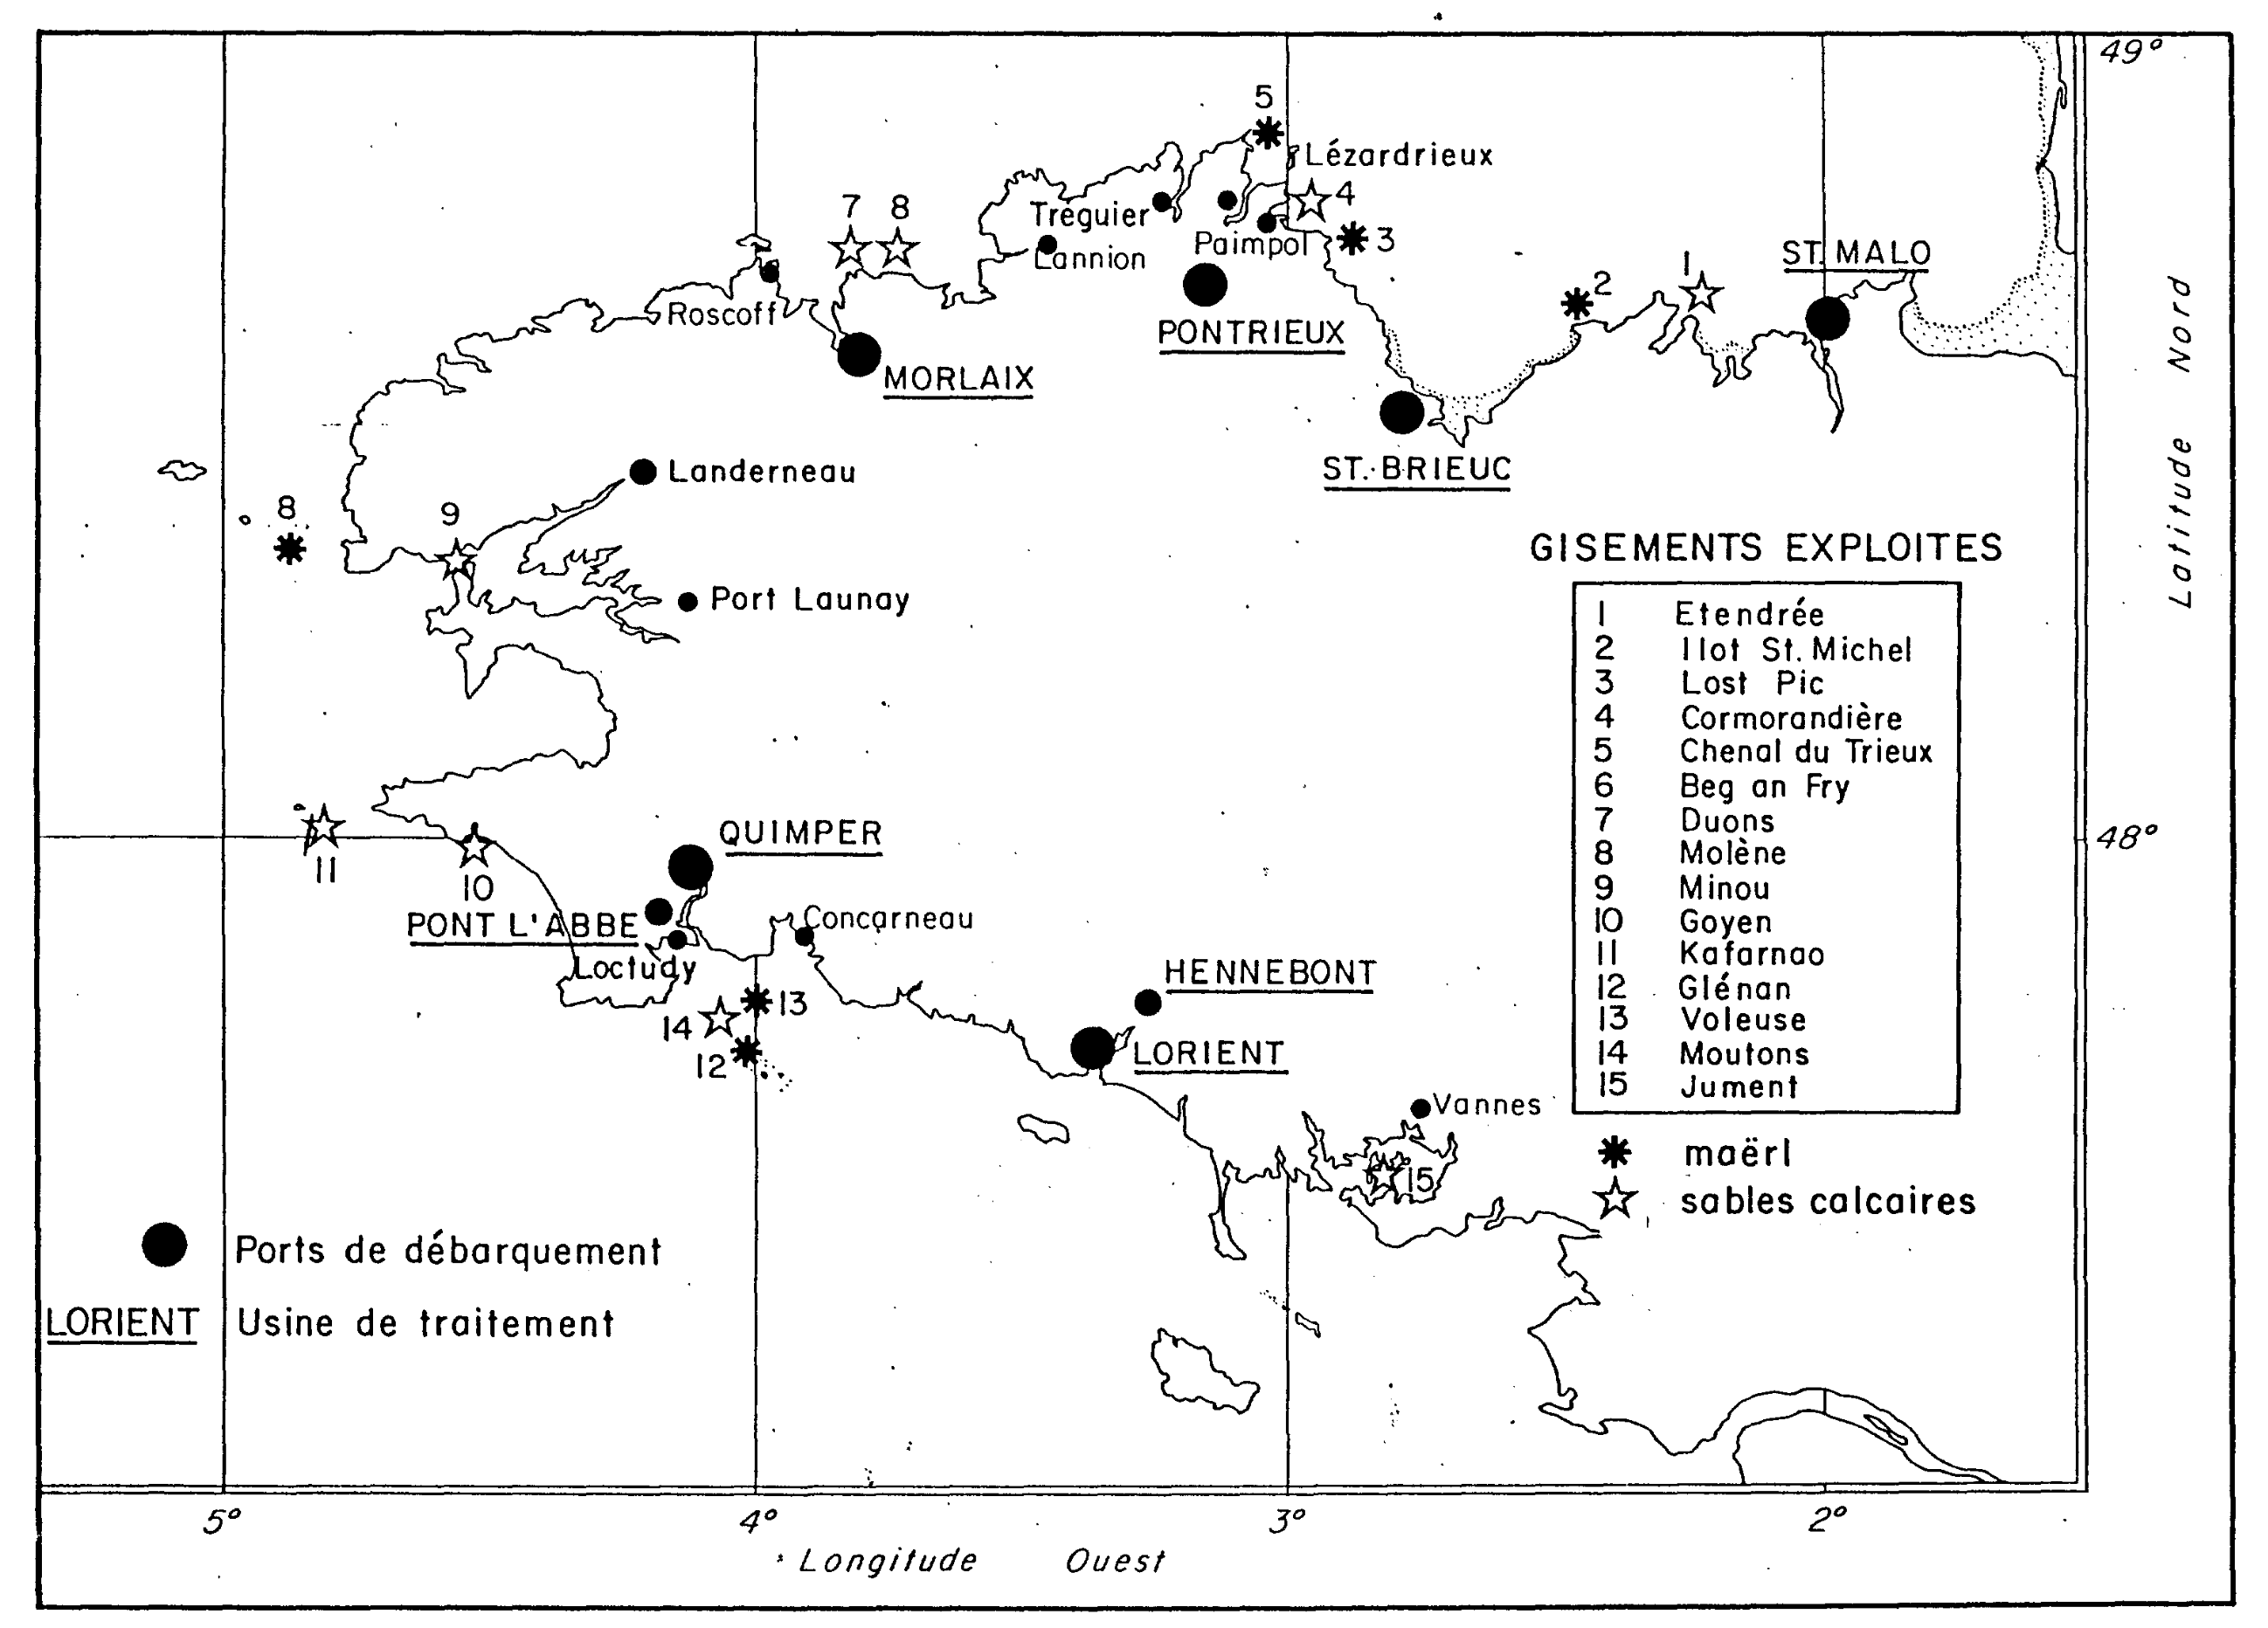 49°
5
Lézardrieux
4
7
8
Tréguier
3
Paimpol
Lannion
ST. MALO
1
2
Roscoff
PONTRIEUX
MORLAIX
ST. BRIEUC
Landerneau
8
9
Port Launay
Latitude Nord
GISEMENTS EXPLOITES
1 Etendrée
2 Ilot St. Michel
3 Lost Pic
4 Cormorandière
5 Chenal du Trieux
6 Beg an Fry
7 Duons
8 Molène
9 Minou
10 Goyen
11 Kafarnao
12 Glénan
13 Voleuse
14 Moutons
15 Jument
maërl
sables calcaires
48°
11
10
QUIMPER
PONT L'ABBE
Concarneau
Loctudy
13
14
12
HENNEBONT
LORIENT
Vannes
15
Ports de débarquement
LORIENT Usine de traitement
5° 4° 3° 2°
Longitude Ouest